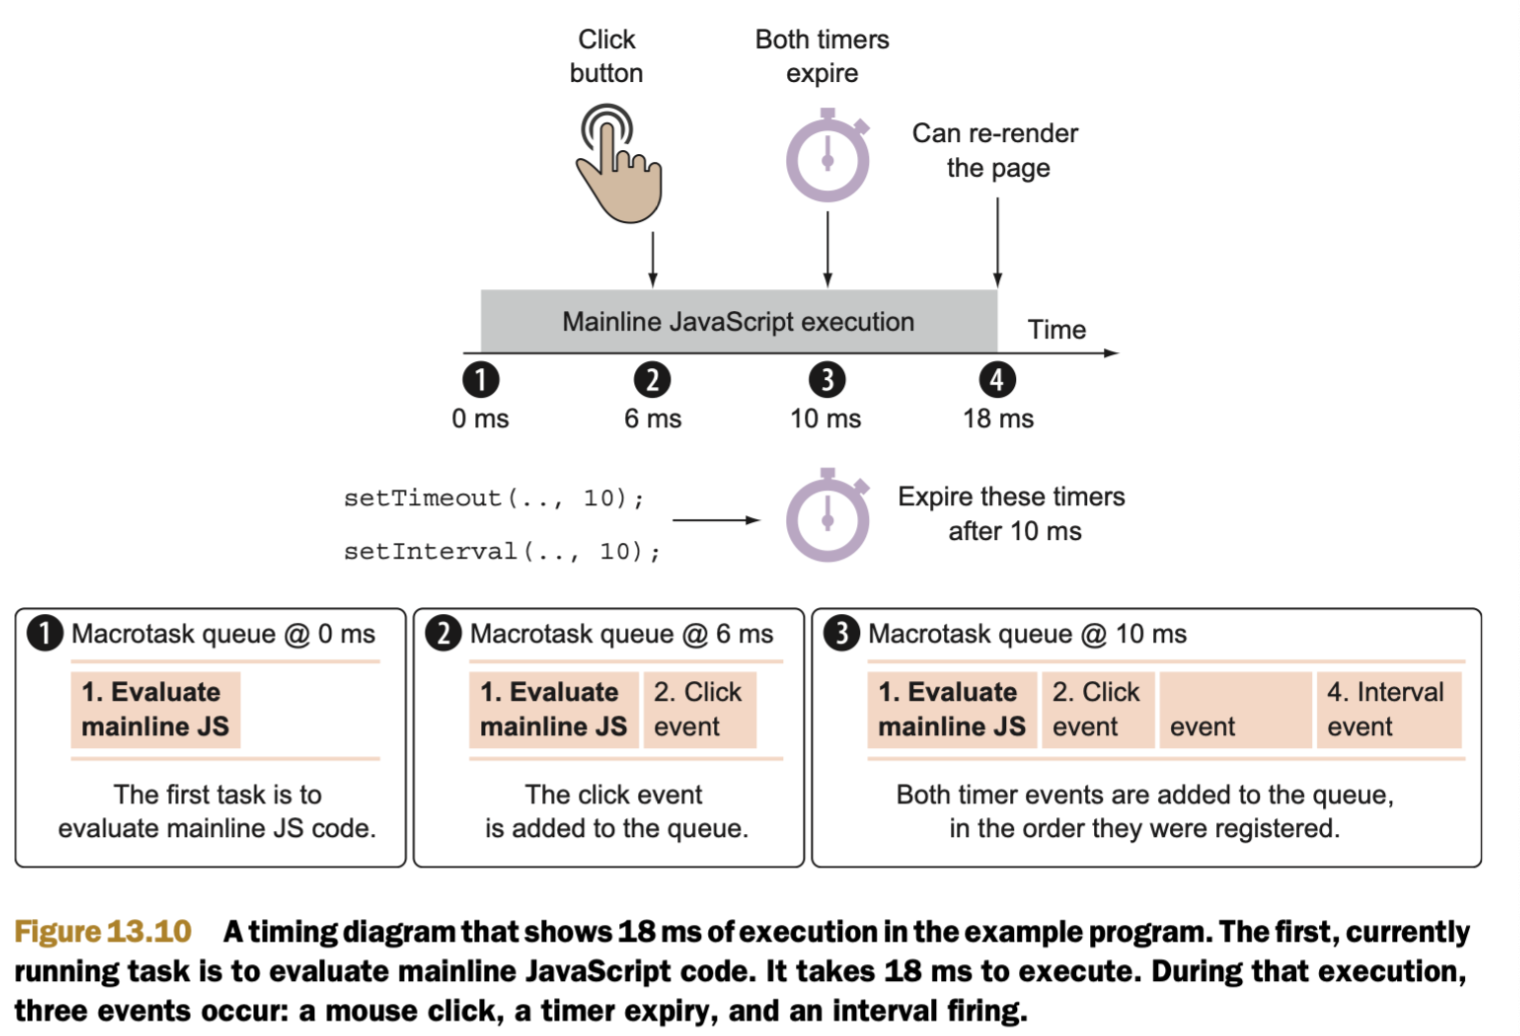 Click
button
Both timers
expire
Can re-render
the page
Mainline JavaScript execution
Time
1
2
3
4
0 ms
6 ms
10 ms
18 ms
setTimeout(.., 10);
setInterval(.., 10);
Expire these timers
after 10 ms
1 Macrotask queue @ 0 ms
1. Evaluate
mainline JS
The first task is to
evaluate mainline JS code.
2 Macrotask queue @ 6 ms
1. Evaluate
mainline JS
2. Click
event
The click event
is added to the queue.
3 Macrotask queue @ 10 ms
1. Evaluate
mainline JS
2. Click
event
event
4. Interval
event
Both timer events are added to the queue,
in the order they were registered.
Figure 13.10 A timing diagram that shows 18 ms of execution in the example program. The first, currently
running task is to evaluate mainline JavaScript code. It takes 18 ms to execute. During that execution,
three events occur: a mouse click, a timer expiry, and an interval firing.